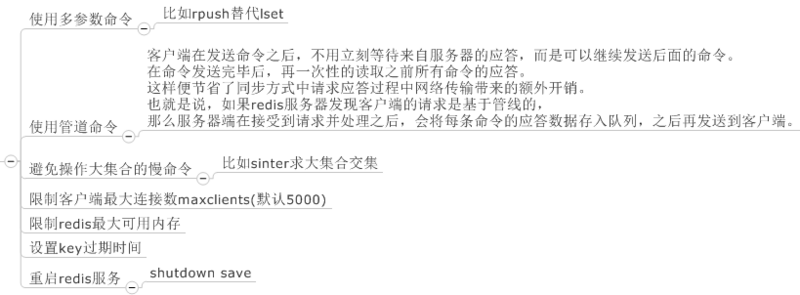 使用多参数命令
比如rpush替代lset
客户端在发送命令之后，不用立刻等待来自服务器的应答，而是可以继续发送后面的命令。
在命令发送完毕后，再一次性的读取之前所有命令的应答。
这样便节省了同步方式中请求应答过程中网络传输带来的额外开销。
也就是说，如果redis服务器发现客户端的请求是基于管线的，
那么服务器端在接受到请求并处理之后，会将每条命令的应答数据存入队列，之后再发送到客户端。
使用管道命令
避免操作大集合的慢命令
比如sinter求大集合交集
限制客户端最大连接数maxclients(默认5000)
限制redis最大可用内存
设置key过期时间
重启redis服务
shutdown save